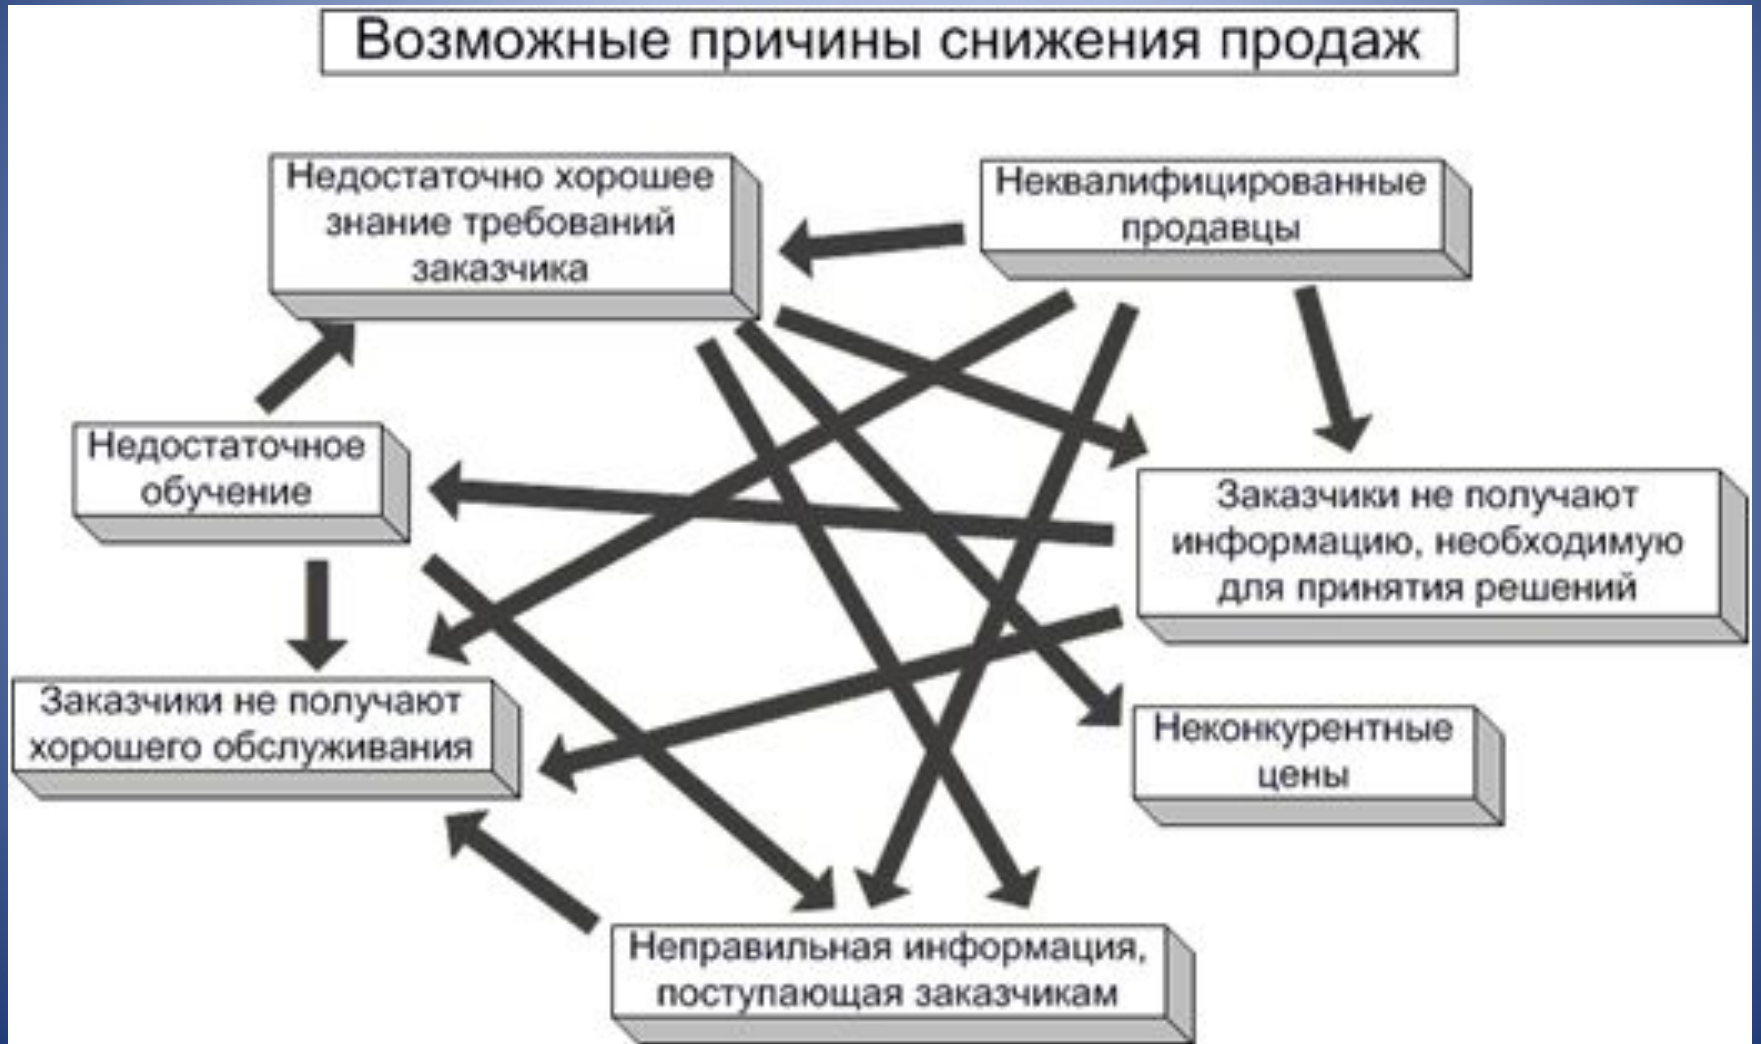 Возможные причины снижения продаж
Недостаточно хорошее
знание требований
заказчика
Неквалифицированные
продавцы
Недостаточное
обучение
Заказчики не получают
информацию, необходимую
для принятия решений
Заказчики не получают
хорошего обслуживания
Неконкурентные
цены
Неправильная информация,
поступающая заказчикам